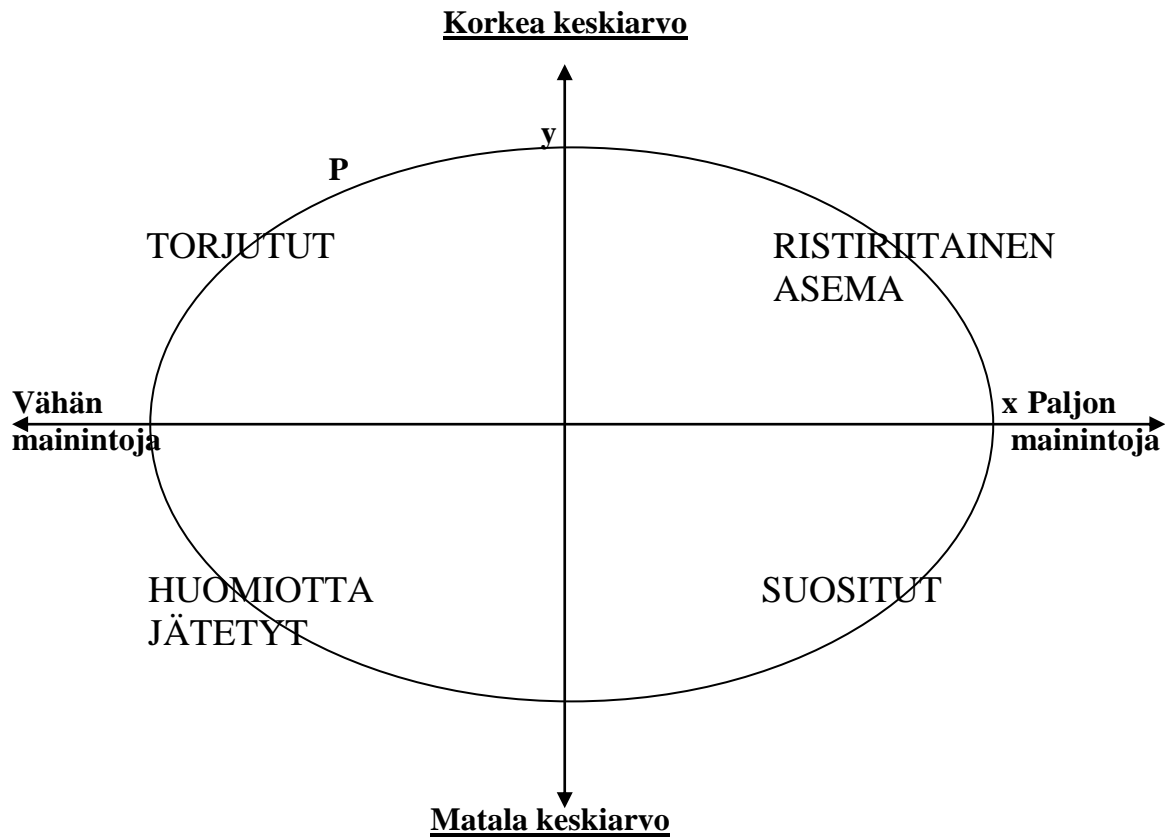 Korkea keskiarvo
y
P
TORJUTUT
RISTIRIITAINEN
ASEMA
Vähän
mainintoja
x Paljon
mainintoja
HUOMIOTTA
JÄTETYT
SUOSITUT
Matala keskiarvo